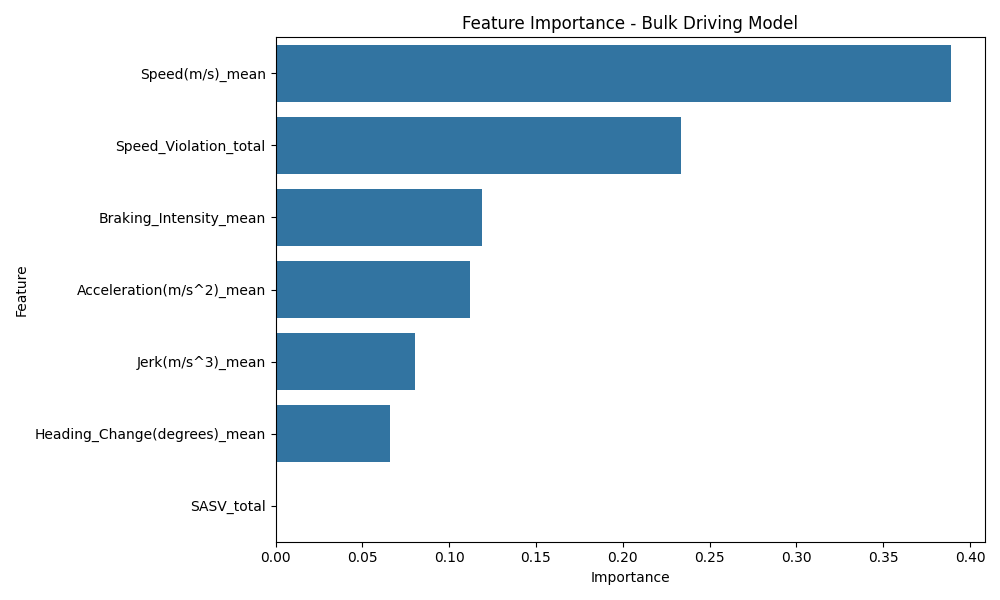 Feature Importance - Bulk Driving Model
Feature
Speed(m/s)_mean
Speed_Violation_total
Braking_Intensity_mean
Acceleration(m/s^2)_mean
Jerk(m/s^3)_mean
Heading_Change(degrees)_mean
SASV_total
0.00 0.05 0.10 0.15 0.20 0.25 0.30 0.35 0.40
Importance